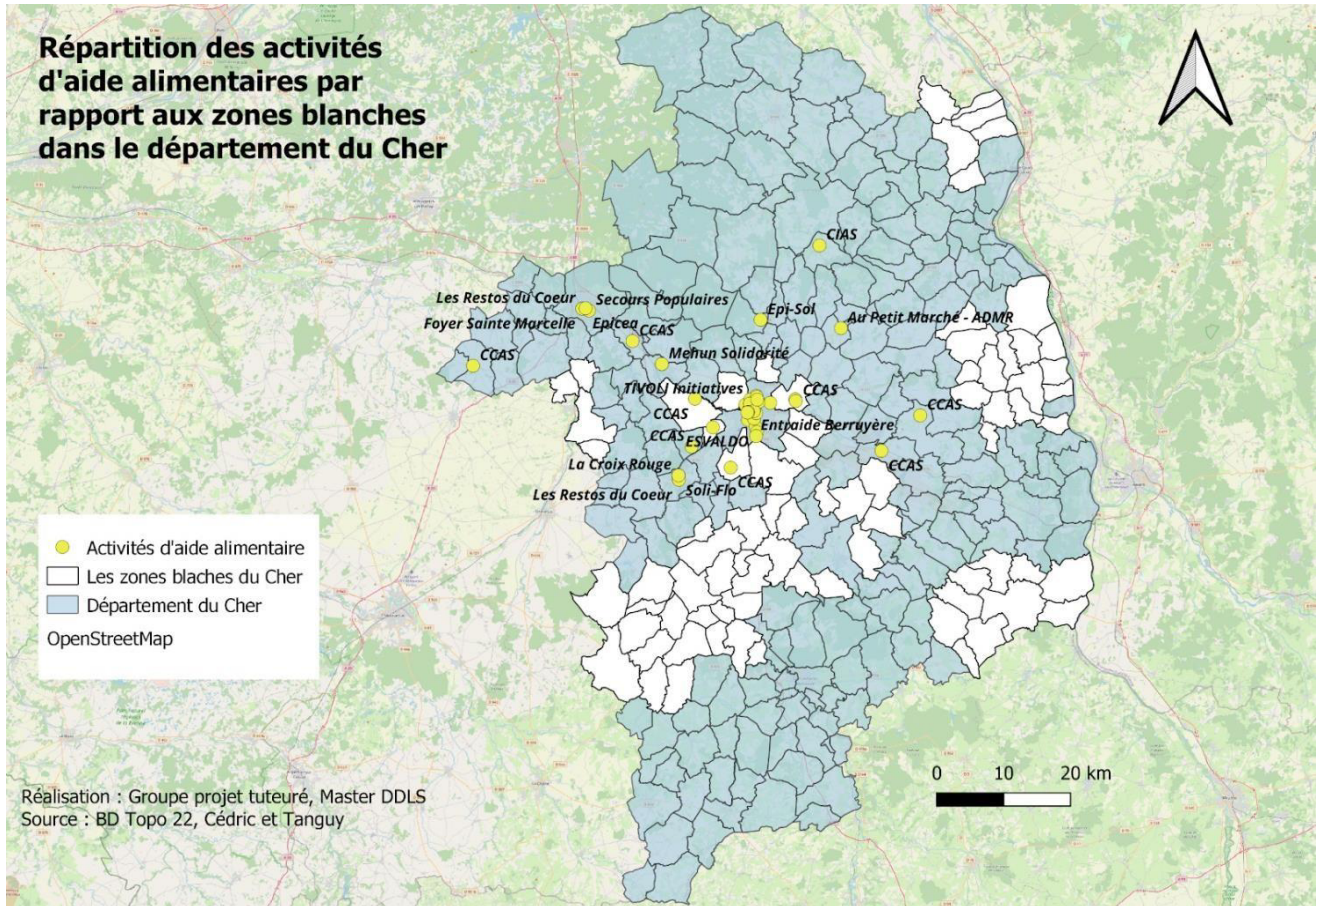 Répartition des activités
d'aide alimentaires par
rapport aux zones blanches
dans le département du Cher
CIAS
Les Restos du Coeur
Secours Populaires
Foyer Sainte Marcelle
Epicea
Epi-Sol
Au Petit Marché - ADMR
CCAS
CCAS
Mehun Solidarité
TIVOLI Initiatives
CCAS
CCAS
CCAS
Entraide Berruyère
CCAS
ESVALDO
CCAS
La Croix Rouge
CCAS
Les Restos du Coeur
Soli-Flo
Activités d'aide alimentaire
Les zones blaches du Cher
Département du Cher
OpenStreetMap
0 10 20 km
Réalisation : Groupe projet tuteuré, Master DDLS
Source : BD Topo 22, Cédric et Tanguy